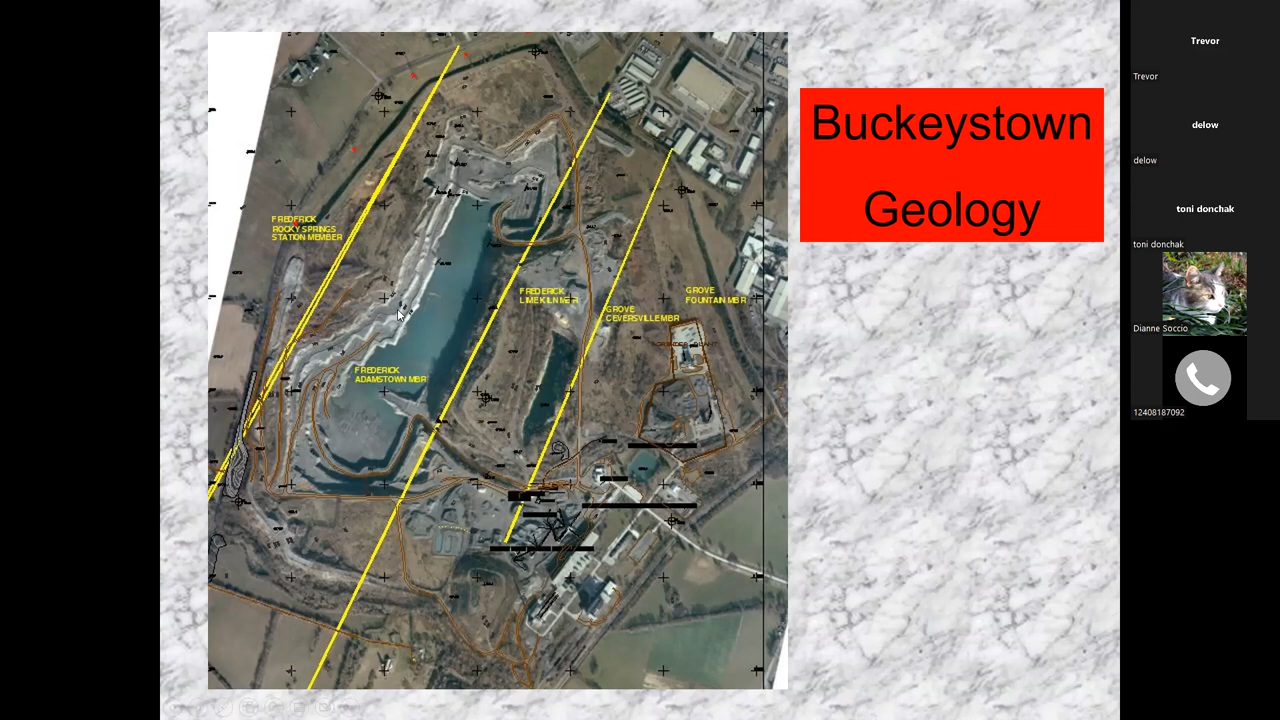 Buckeystown
Geology
FREDERICK
ROCKY SPRINGS
STATION MEMBER
FREDERICK
LIMEKILN MBR
GROVE
CEVERSVILLE MBR
GROVE
FOUNTAIN MBR
FREDERICK
ADAMSTOWN MBR
Trevor
Trevor
delow
delow
toni donchak
toni donchak
Dianne Soccio
12408187092